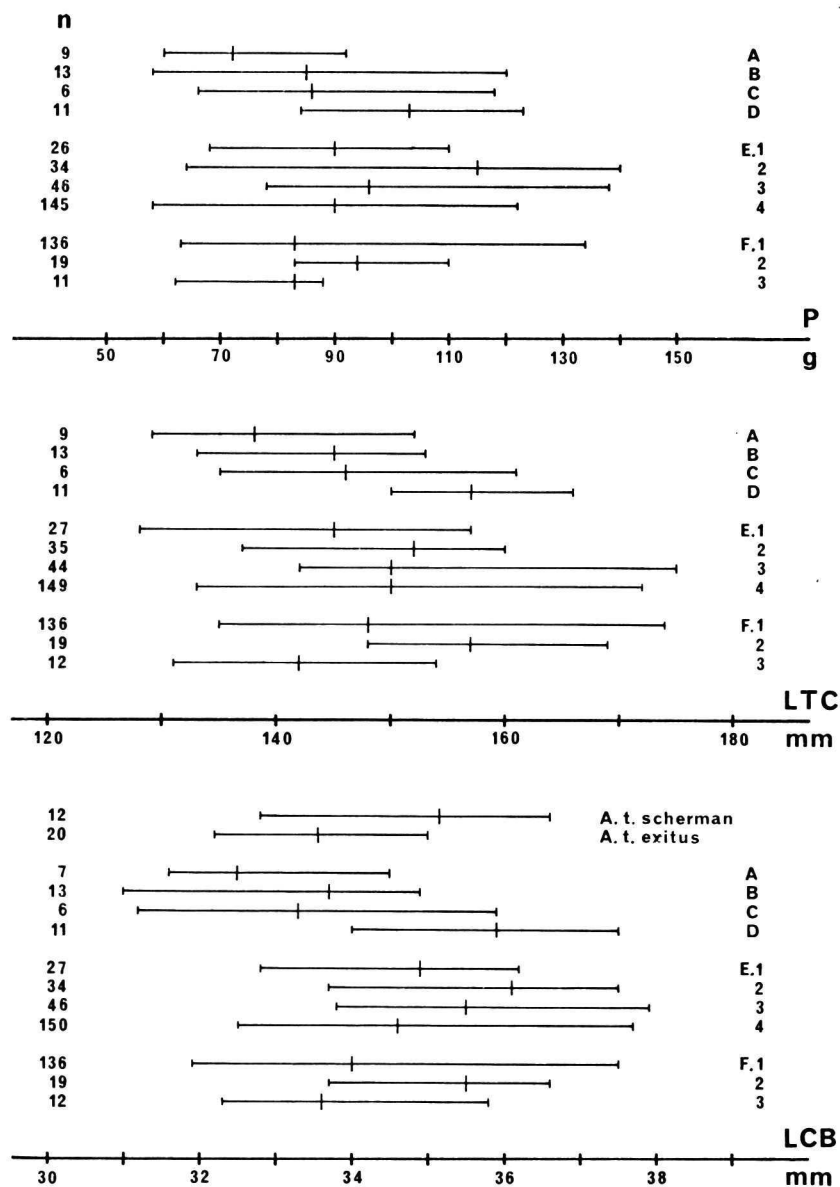 n
9 A
13 B
6 C
11 D
26 E.1
34 2
46 3
145 4
136 F.1
19 2
11 3
P
50 70 90 110 130 150 g
9 A
13 B
6 C
11 D
27 E.1
35 2
44 3
149 4
136 F.1
19 2
12 3
LTC
120 140 160 180 mm
12 A. t. scherman
20 A. t. exitus
7 A
13 B
6 C
11 D
27 E.1
34 2
46 3
150 4
136 F.1
19 2
12 3
LCB
30 32 34 36 38 mm